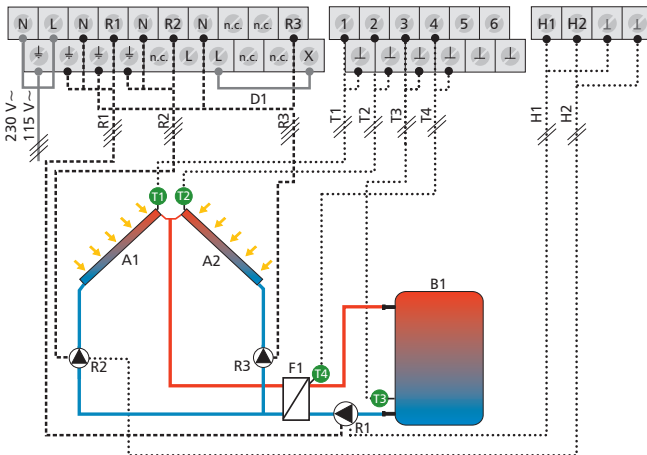 N L N R1 N R2 N n.c. n.c. R3
1 2 3 4 5 6
H1 H2 ⊥ ⊥
n.c. L L n.c. n.c. X
⊥ ⊥ ⊥ ⊥ ⊥ ⊥
D1
230 V~
115 V~
R1
R2
R3
T1
T2
T3
T4
H1
H2
T1 T2
A1 A2
B1
R2
R3
F1
T4
T3
R1